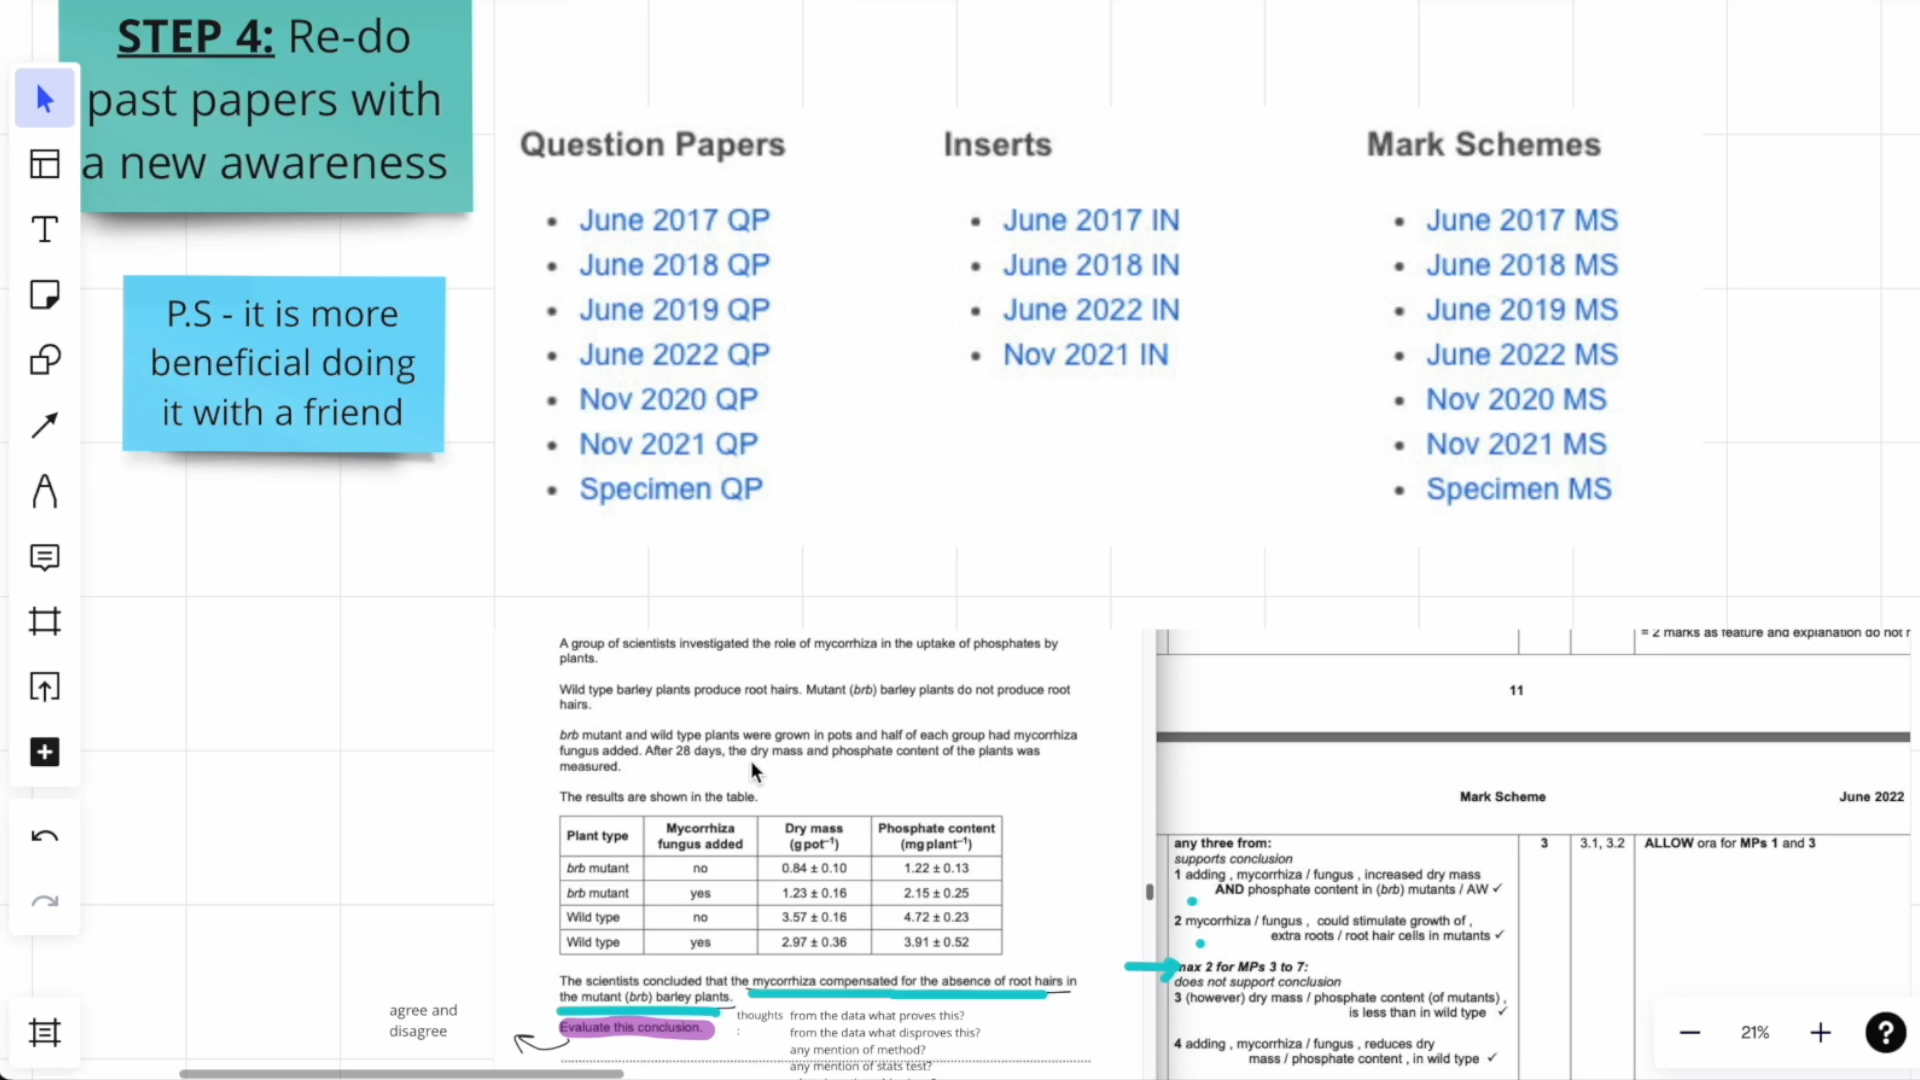 STEP 4: Re-do
past papers with
a new awareness
P.S - it is more
beneficial doing
it with a friend
Question Papers
June 2017 QP
June 2018 QP
June 2019 QP
June 2022 QP
Nov 2020 QP
Nov 2021 QP
Specimen QP
Inserts
June 2017 IN
June 2018 IN
June 2022 IN
Nov 2021 IN
Mark Schemes
June 2017 MS
June 2018 MS
June 2019 MS
June 2022 MS
Nov 2020 MS
Nov 2021 MS
Specimen MS
A group of scientists investigated the role of mycorrhiza in the uptake of phosphates by
plants.
Wild type barley plants produce root hairs. Mutant (brb) barley plants do not produce root
hairs.
brb mutant and wild type plants were grown in pots and half of each group had mycorrhiza
fungus added. After 28 days, the dry mass and phosphate content of the plants was
measured.
The results are shown in the table.
Plant type Mycorrhiza fungus added Dry mass (g pot⁻¹) Phosphate content (mg plant⁻¹)
brb mutant no 0.84 ± 0.10 1.22 ± 0.13
brb mutant yes 1.23 ± 0.16 2.15 ± 0.25
Wild type no 3.57 ± 0.16 4.72 ± 0.23
Wild type yes 2.97 ± 0.36 3.91 ± 0.52
The scientists concluded that the mycorrhiza compensated for the absence of root hairs in
the mutant (brb) barley plants.
Evaluate this conclusion.
agree and
disagree
thoughts :
from the data what proves this?
from the data what disproves this?
any mention of method?
any mention of stats test?
= 2 marks as feature and explanation do not
11
Mark Scheme June 2022
any three from: 3 3.1, 3.2 ALLOW ora for MPs 1 and 3
supports conclusion
1 adding , mycorrhiza / fungus , increased dry mass
AND phosphate content in (brb) mutants / AW ✓
2 mycorrhiza / fungus , could stimulate growth of ,
extra roots / root hair cells in mutants ✓
max 2 for MPs 3 to 7:
does not support conclusion
3 (however) dry mass / phosphate content (of mutants) ,
is less than in wild type ✓
4 adding , mycorrhiza / fungus , reduces dry
mass / phosphate content , in wild type ✓
21%